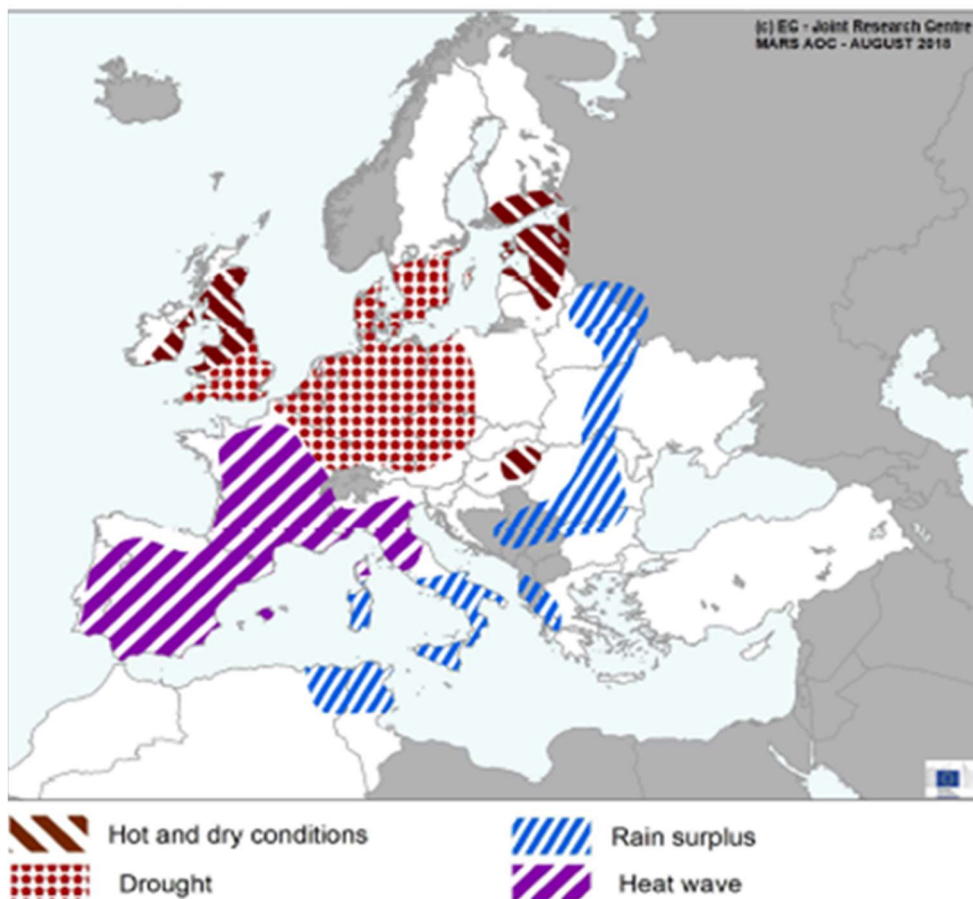 (c) EC - Joint Research Centre
MARS AOC - AUGUST 2018
Hot and dry conditions
Rain surplus
Drought
Heat wave